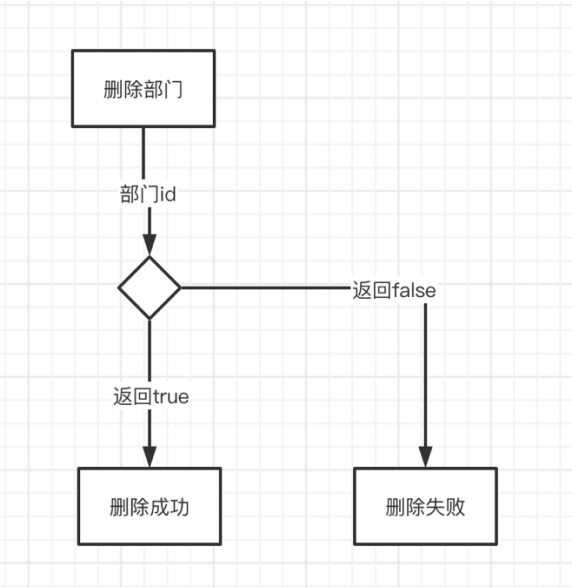 删除部门
部门id
返回false
返回true
删除成功
删除失败